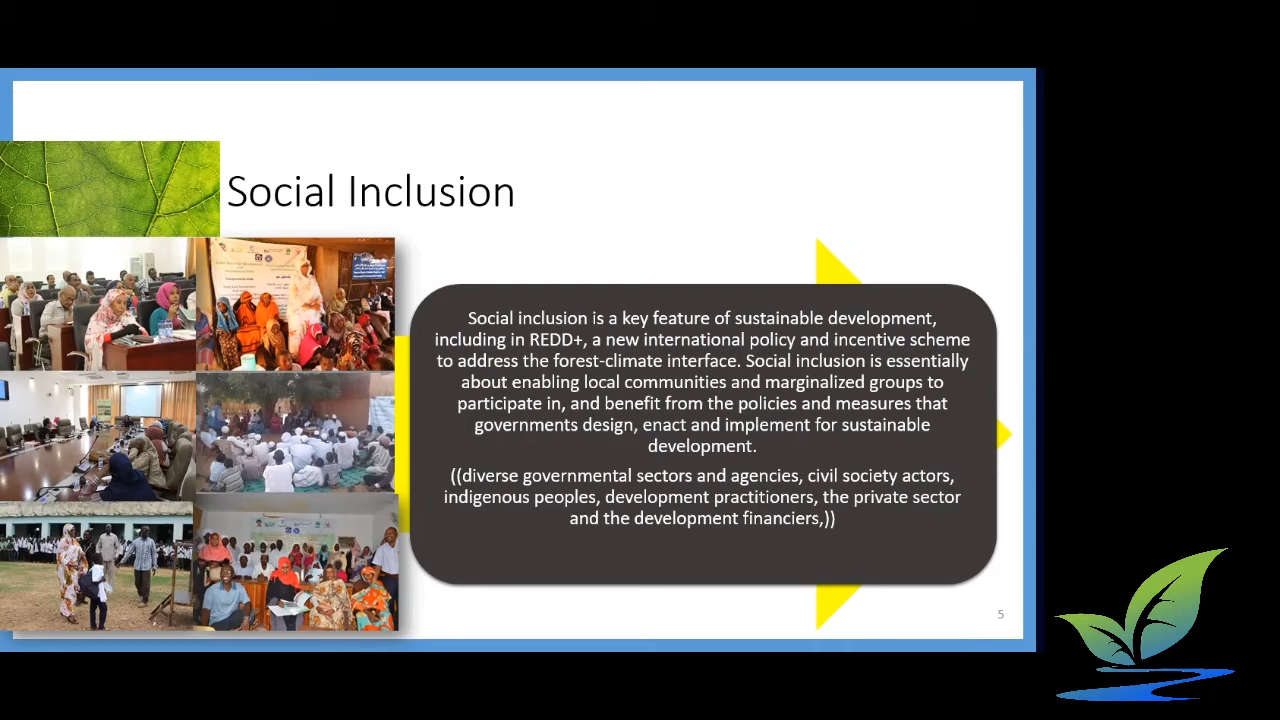 Social Inclusion
Social inclusion is a key feature of sustainable development,
including in REDD+, a new international policy and incentive scheme
to address the forest-climate interface. Social inclusion is essentially
about enabling local communities and marginalized groups to
participate in, and benefit from the policies and measures that
governments design, enact and implement for sustainable
development.
((diverse governmental sectors and agencies, civil society actors,
indigenous peoples, development practitioners, the private sector
and the development financiers,))
5